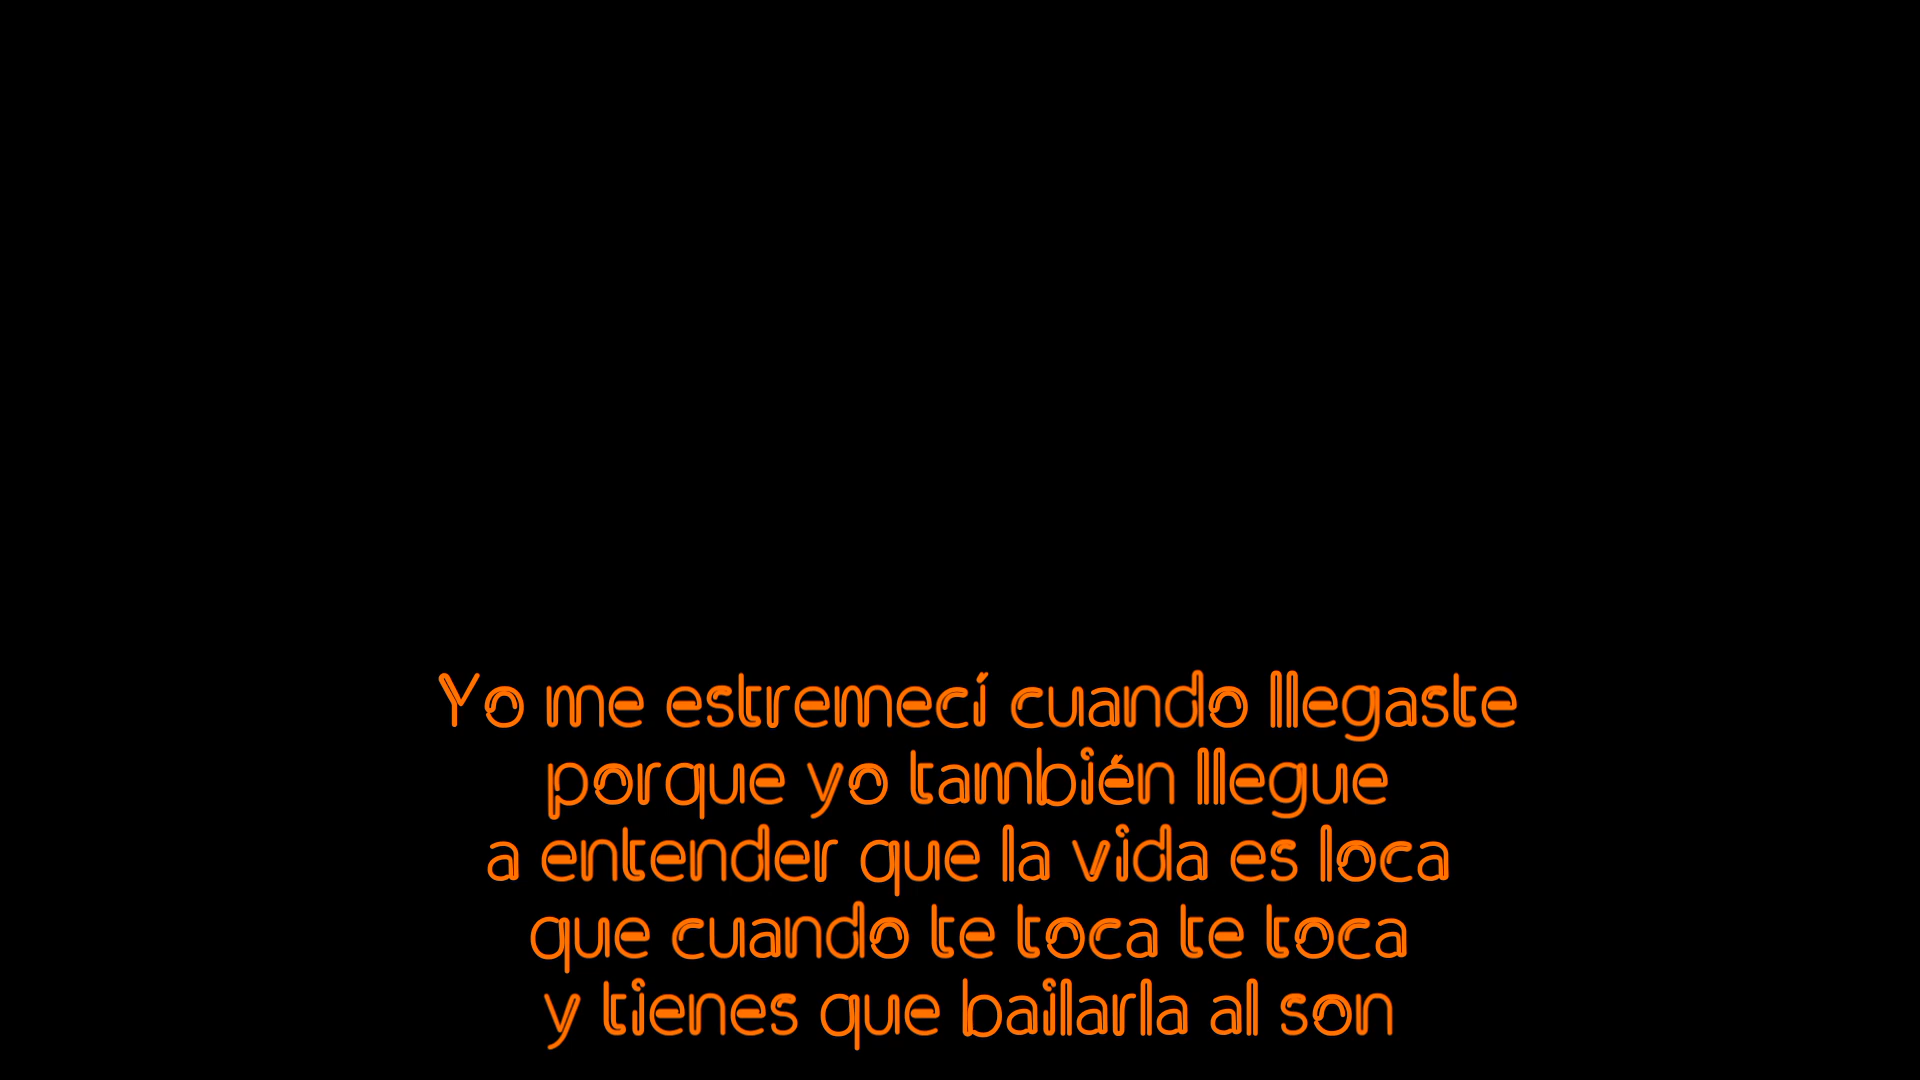 Yo me estremecí cuando llegaste
porque yo también llegue
a entender que la vida es loca
que cuando te toca te toca
y tienes que bailarla al son